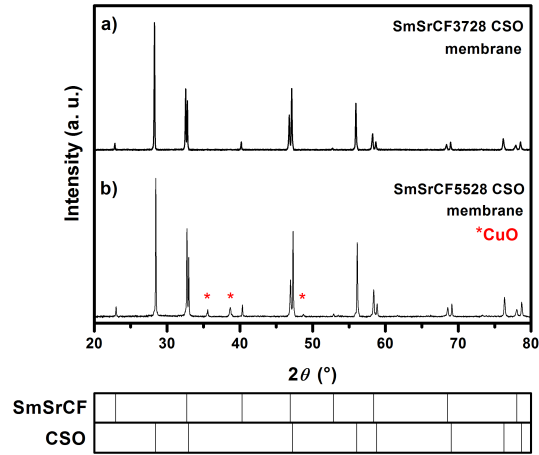 a)
SmSrCF3728 CSO
membrane
b)
SmSrCF5528 CSO
membrane
*CuO
* * *
Intensity (a. u.)
20 30 40 50 60 70 80
2θ (°)
SmSrCF
CSO